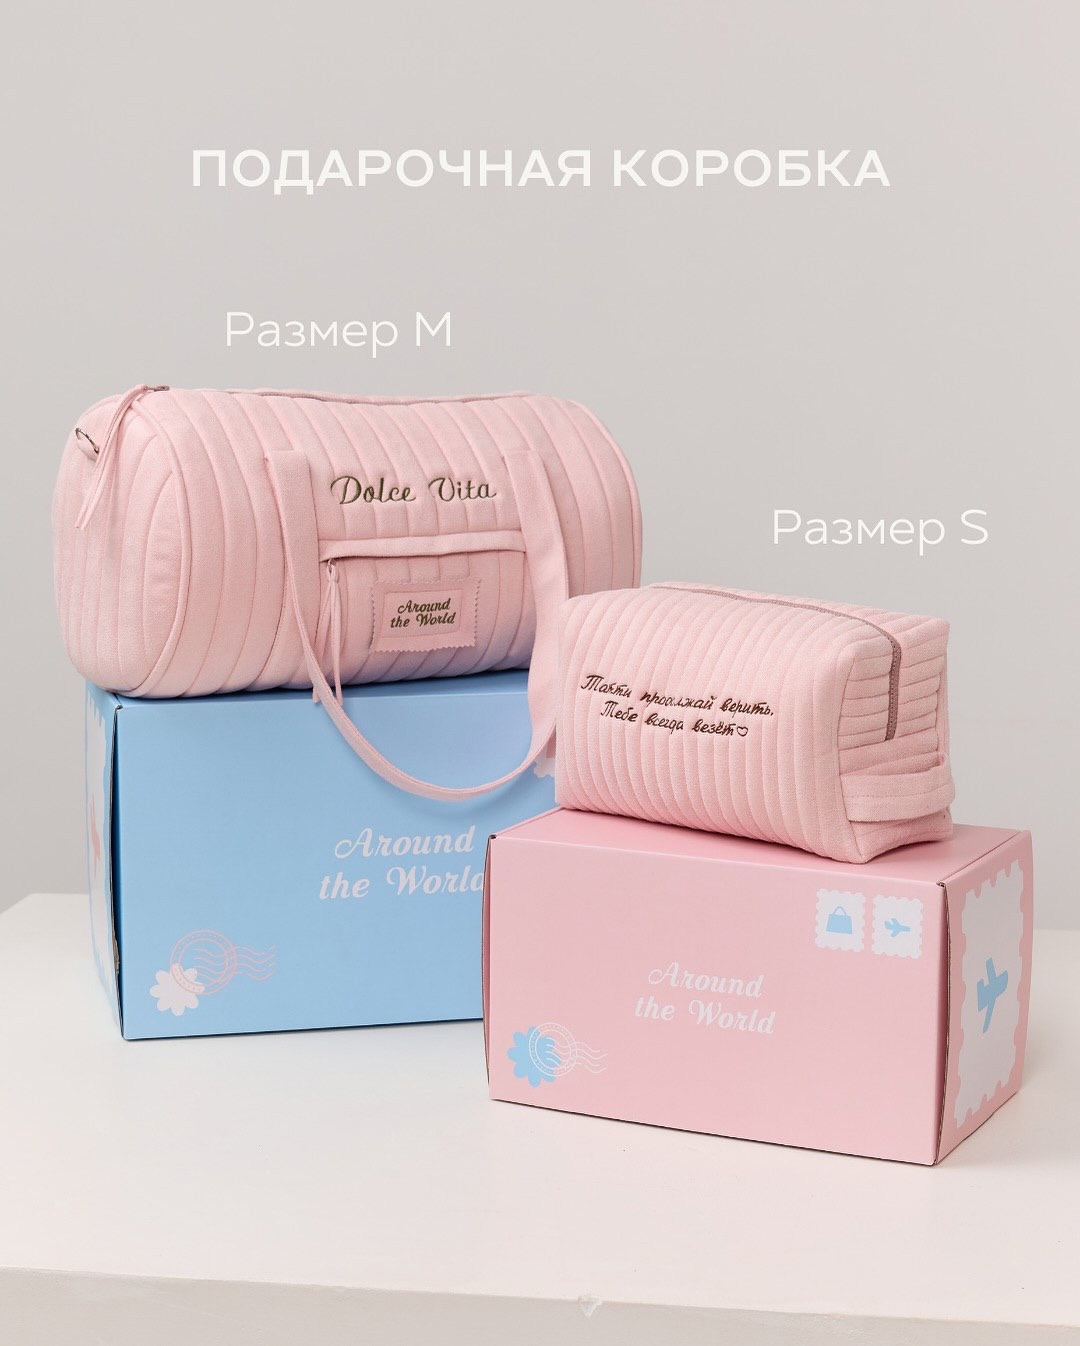 ПОДАРОЧНАЯ КОРОБКА
Размер M
Dolce Vita
Around
the World
Размер S
продолжай верить.
Тебе всегда везёт♡
Around
the World
Around
the World